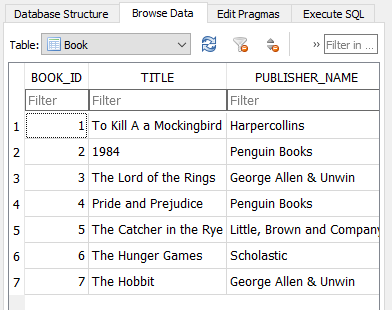 Database Structure Browse Data Edit Pragmas Execute SQL
Table: Book » Filter in ...
BOOK_ID TITLE PUBLISHER_NAME
Filter Filter Filter
1 1 To Kill A a Mockingbird Harpercollins
2 2 1984 Penguin Books
3 3 The Lord of the Rings George Allen & Unwin
4 4 Pride and Prejudice Penguin Books
5 5 The Catcher in the Rye Little, Brown and Company
6 6 The Hunger Games Scholastic
7 7 The Hobbit George Allen & Unwin